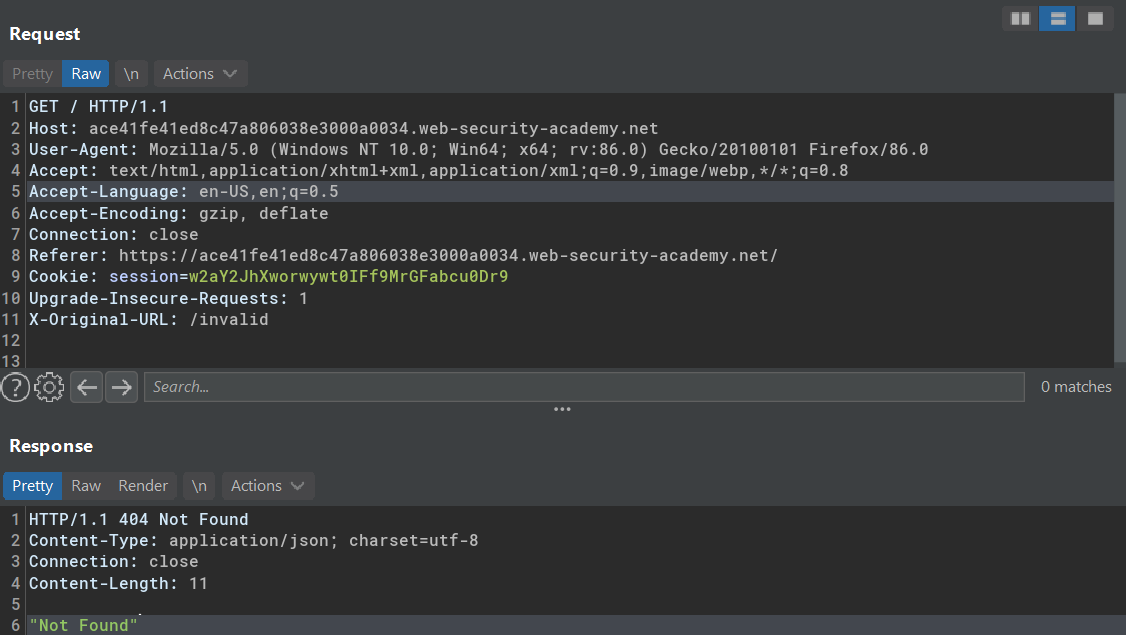 Request
Pretty Raw \n Actions
1 GET / HTTP/1.1
2 Host: ace41fe41ed8c47a806038e3000a0034.web-security-academy.net
3 User-Agent: Mozilla/5.0 (Windows NT 10.0; Win64; x64; rv:86.0) Gecko/20100101 Firefox/86.0
4 Accept: text/html,application/xhtml+xml,application/xml;q=0.9,image/webp,*/*;q=0.8
5 Accept-Language: en-US,en;q=0.5
6 Accept-Encoding: gzip, deflate
7 Connection: close
8 Referer: https://ace41fe41ed8c47a806038e3000a0034.web-security-academy.net/
9 Cookie: session=w2aY2JhXworwywt0IFf9MrGFabcu0Dr9
10 Upgrade-Insecure-Requests: 1
11 X-Original-URL: /invalid
12
13
? Search... 0 matches
Response
Pretty Raw Render \n Actions
1 HTTP/1.1 404 Not Found
2 Content-Type: application/json; charset=utf-8
3 Connection: close
4 Content-Length: 11
5
6 "Not Found"